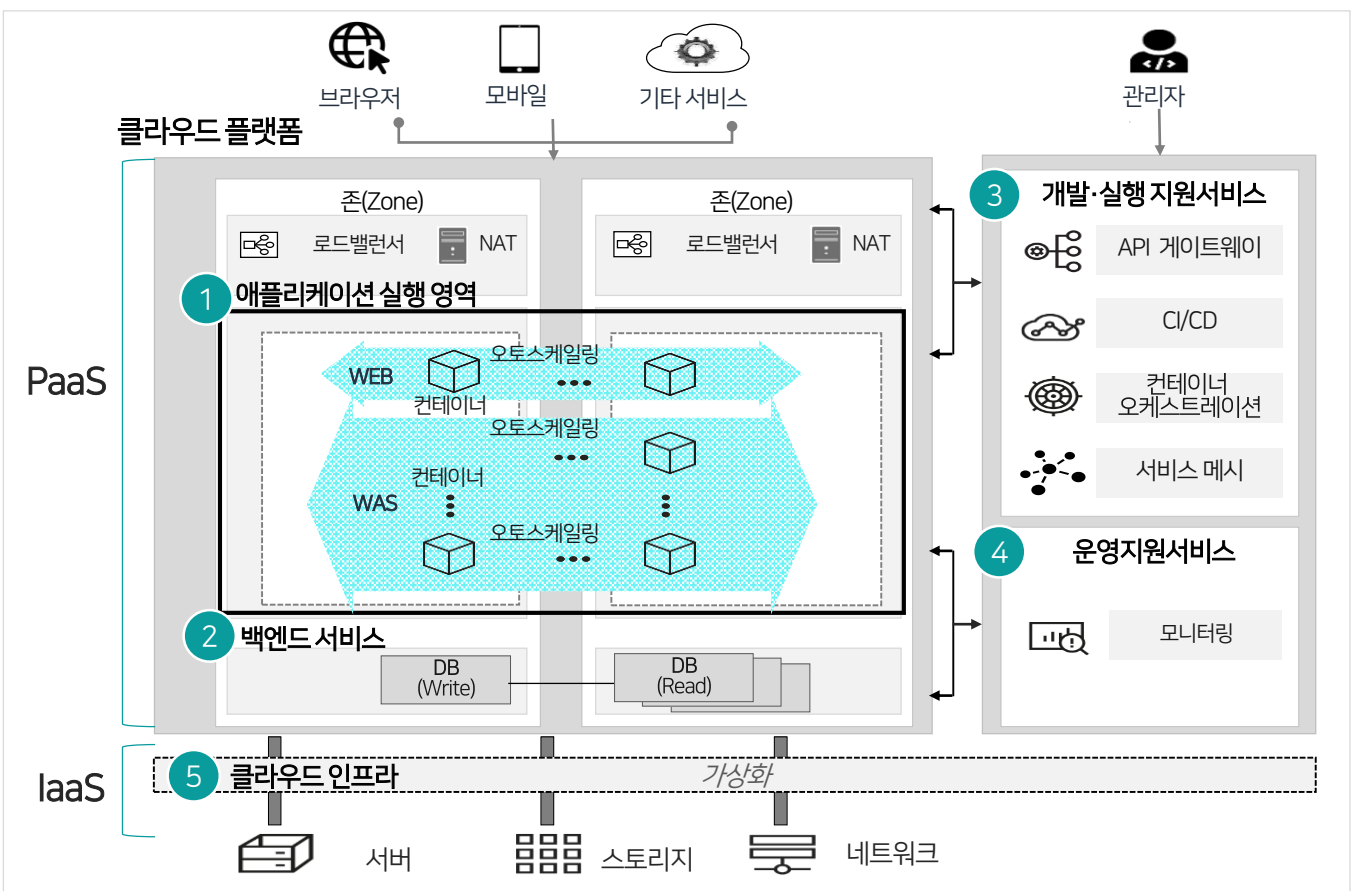 브라우저
모바일
기타 서비스
관리자
클라우드 플랫폼
PaaS
존(Zone)
로드밸런서
NAT
존(Zone)
로드밸런서
NAT
1 애플리케이션 실행 영역
오토스케일링
WEB
컨테이너
오토스케일링
컨테이너
WAS
오토스케일링
2 백엔드 서비스
DB
(Write)
DB
(Read)
3 개발·실행 지원서비스
API 게이트웨이
CI/CD
컨테이너
오케스트레이션
서비스 메시
4 운영지원서비스
모니터링
IaaS
5 클라우드 인프라
가상화
서버
스토리지
네트워크